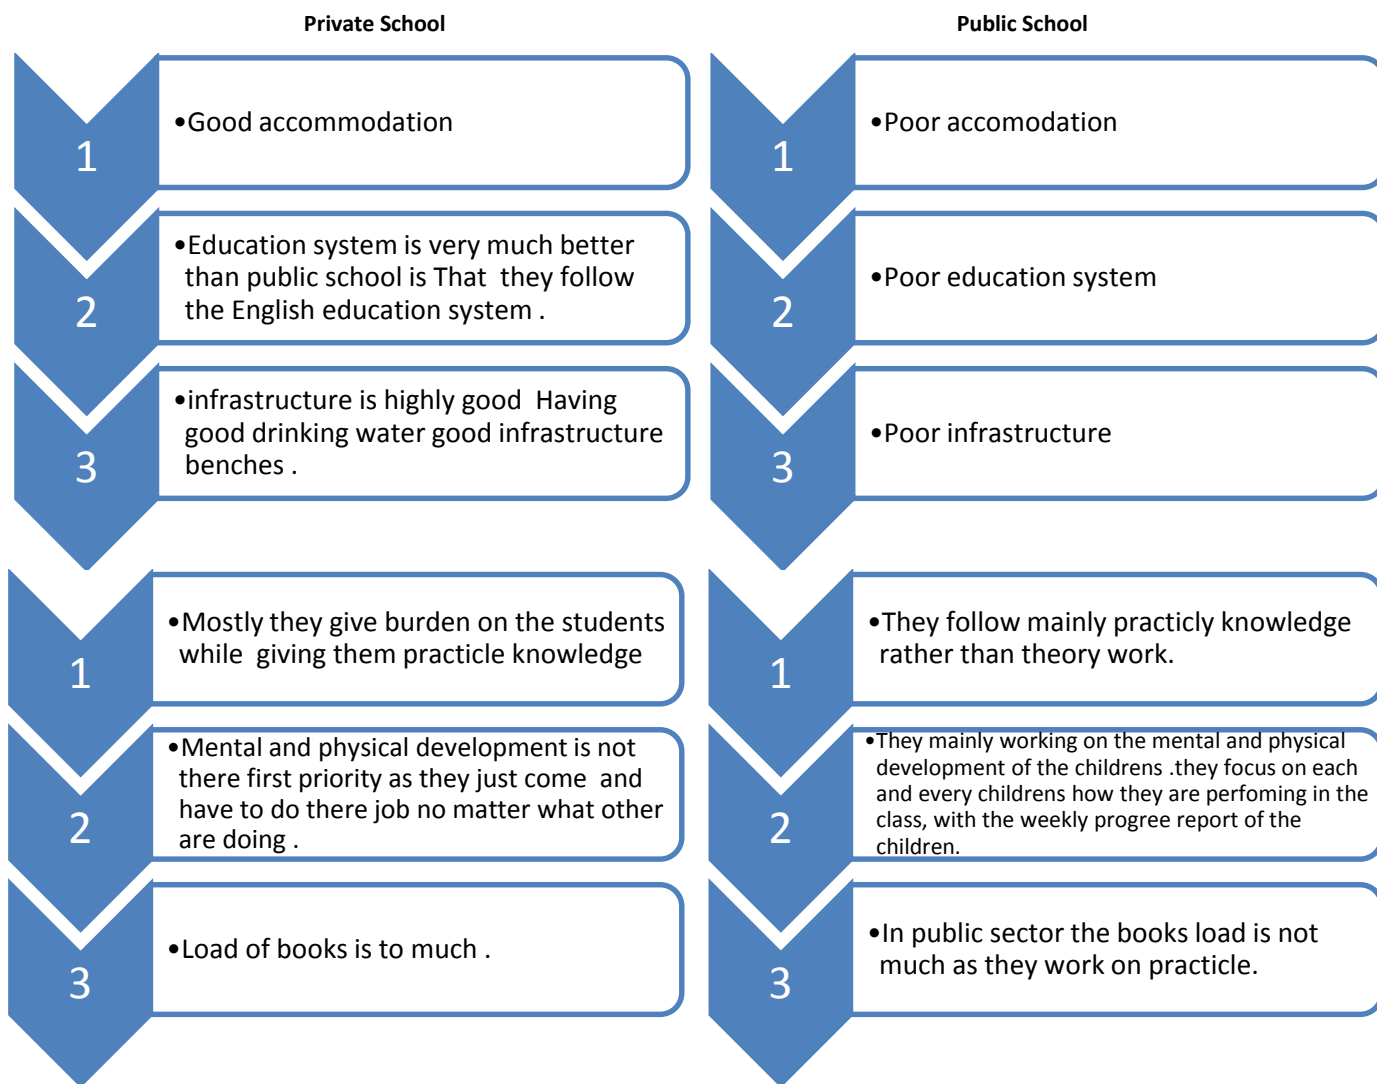 Private School
Public School
1
•Good accommodation
1
•Poor accomodation
2
•Education system is very much better
than public school is That  they follow
the English education system .
2
•Poor education system
3
•infrastructure is highly good  Having
good drinking water good infrastructure
benches .
3
•Poor infrastructure
1
•Mostly they give burden on the students
while  giving them practicle knowledge
1
•They follow mainly practicly knowledge
rather than theory work.
2
•Mental and physical development is not
there first priority as they just come  and
have to do there job no matter what other
are doing .
2
•They mainly working on the mental and physical
development of the childrens .they focus on each
and every childrens how they are perfoming in the
class, with the weekly progree report of the
children.
3
•Load of books is to much .
3
•In public sector the books load is not
much as they work on practicle.